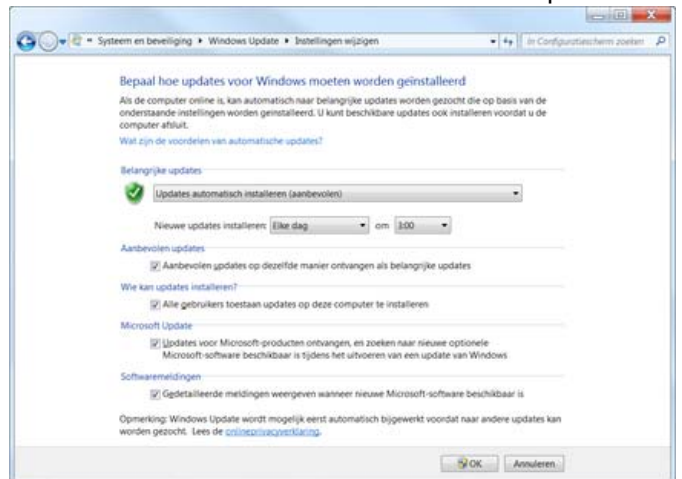 Systeem en beveiliging ▸ Windows Update ▸ Instellingen wijzigen
In Configuratiescherm zoeken
Bepaal hoe updates voor Windows moeten worden geïnstalleerd
Als de computer online is, kan automatisch naar belangrijke updates worden gezocht die op basis van de
onderstaande instellingen worden geïnstalleerd. U kunt beschikbare updates ook installeren voordat u de
computer afsluit.
Wat zijn de voordelen van automatische updates?
Belangrijke updates
Updates automatisch installeren (aanbevolen)
Nieuwe updates installeren: Elke dag om 3:00
Aanbevolen updates
Aanbevolen updates op dezelfde manier ontvangen als belangrijke updates
Wie kan updates installeren?
Alle gebruikers toestaan updates op deze computer te installeren
Microsoft Update
Updates voor Microsoft-producten ontvangen, en zoeken naar nieuwe optionele
Microsoft-software beschikbaar is tijdens het uitvoeren van een update van Windows
Softwaremeldingen
Gedetailleerde meldingen weergeven wanneer nieuwe Microsoft-software beschikbaar is
Opmerking: Windows Update wordt mogelijk eerst automatisch bijgewerkt voordat naar andere updates kan
worden gezocht. Lees de onlineprivacyverklaring.
OK Annuleren